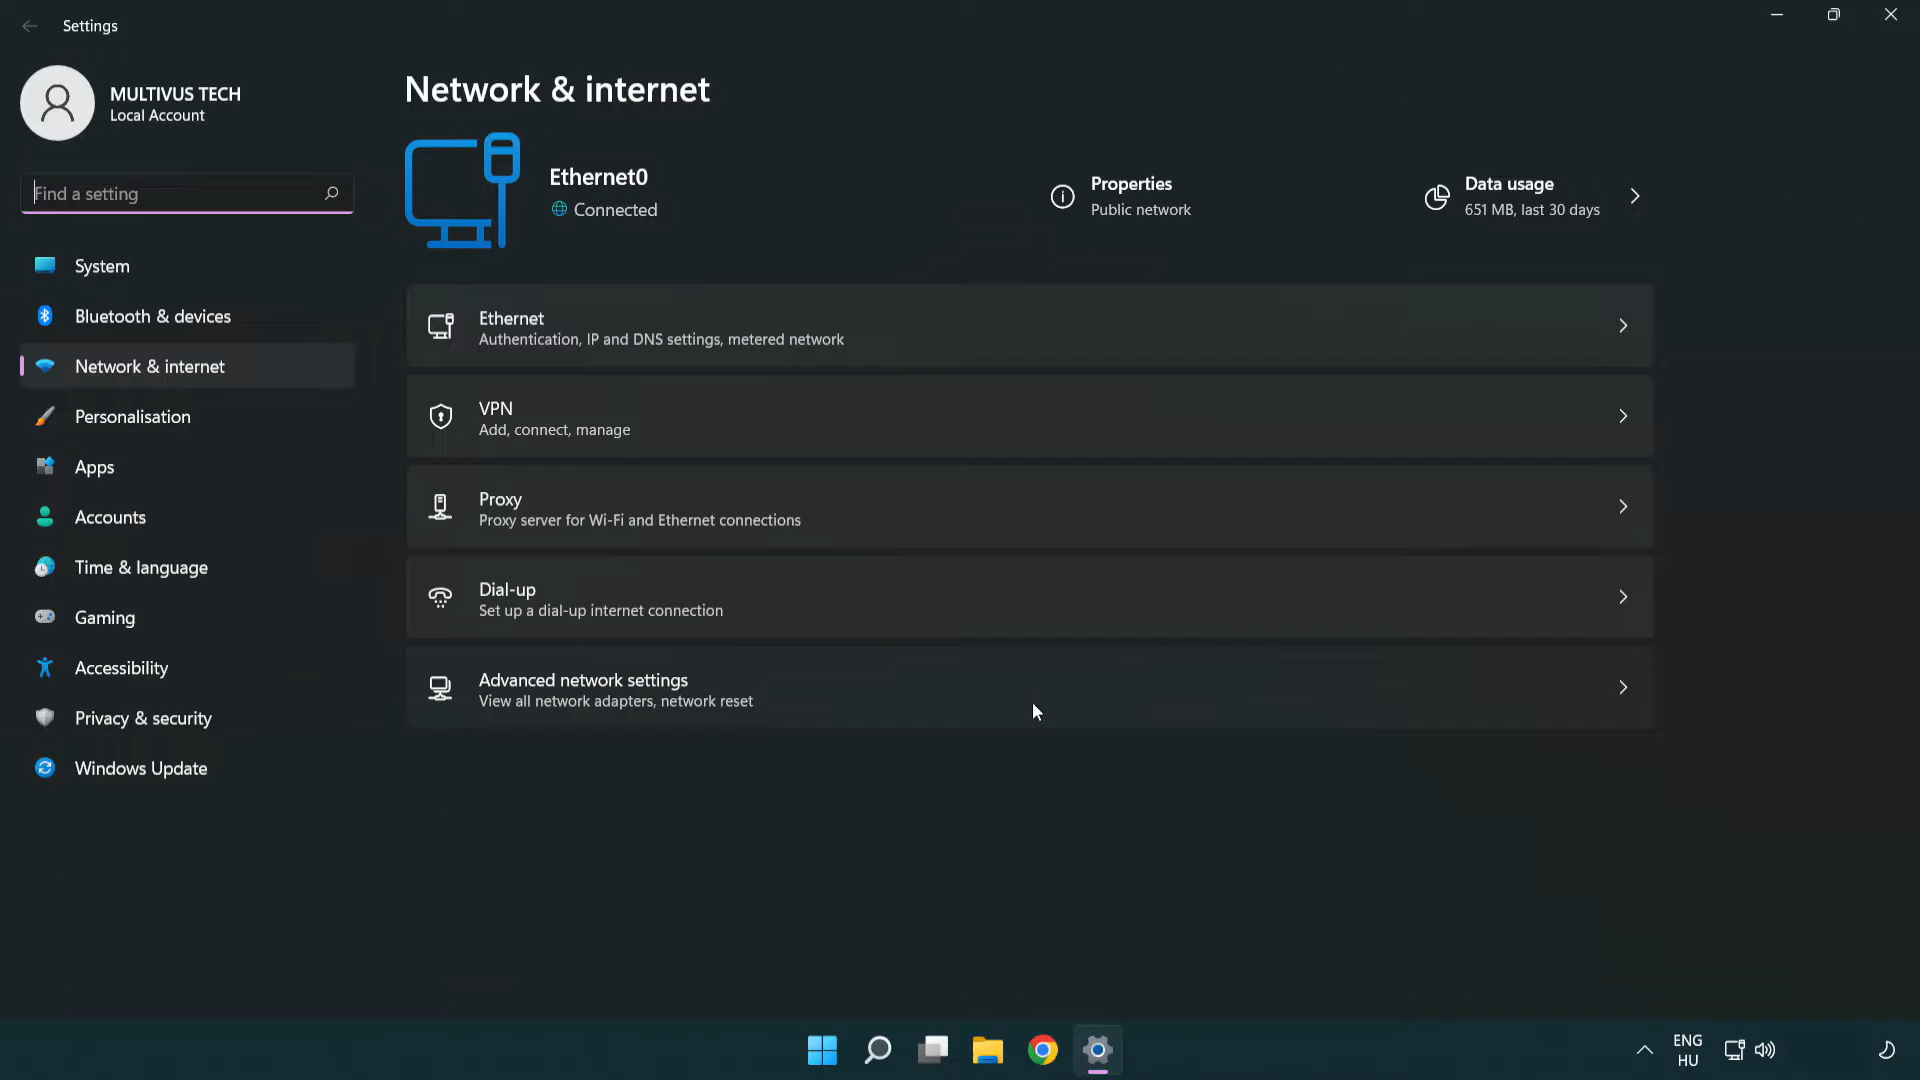 Settings
MULTIVUS TECH
Local Account
Find a setting
System
Bluetooth & devices
Network & internet
Personalisation
Apps
Accounts
Time & language
Gaming
Accessibility
Privacy & security
Windows Update
Network & internet
Ethernet0
Connected
Properties
Public network
Data usage
651 MB, last 30 days
Ethernet
Authentication, IP and DNS settings, metered network
VPN
Add, connect, manage
Proxy
Proxy server for Wi-Fi and Ethernet connections
Dial-up
Set up a dial-up internet connection
Advanced network settings
View all network adapters, network reset
ENG
HU